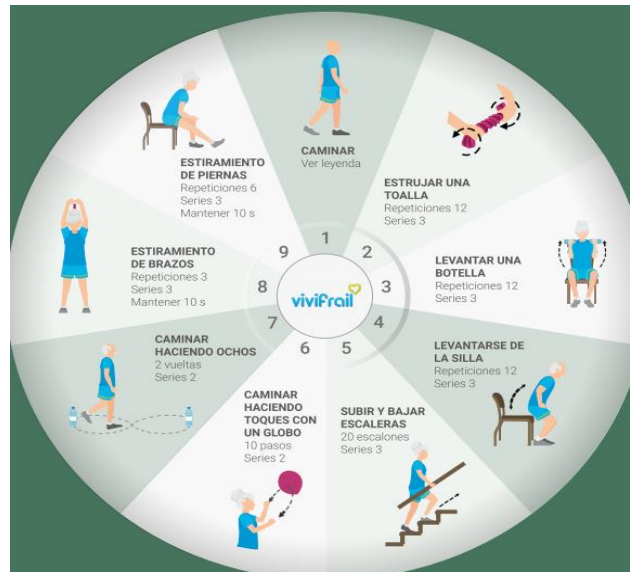 CAMINAR
Ver leyenda
ESTRUJAR UNA
TOALLA
Repeticiones 12
Series 3
LEVANTAR UNA
BOTELLA
Repeticiones 12
Series 3
LEVANTARSE DE
LA SILLA
Repeticiones 12
Series 3
SUBIR Y BAJAR
ESCALERAS
20 escalones
Series 3
CAMINAR
HACIENDO
TOQUES CON
UN GLOBO
10 pasos
Series 2
CAMINAR
HACIENDO OCHOS
2 vueltas
Series 2
ESTIRAMIENTO
DE BRAZOS
Repeticiones 3
Series 3
Mantener 10 s
ESTIRAMIENTO
DE PIERNAS
Repeticiones 6
Series 3
Mantener 10 s
1
2
3
4
5
6
7
8
9
vivifrail